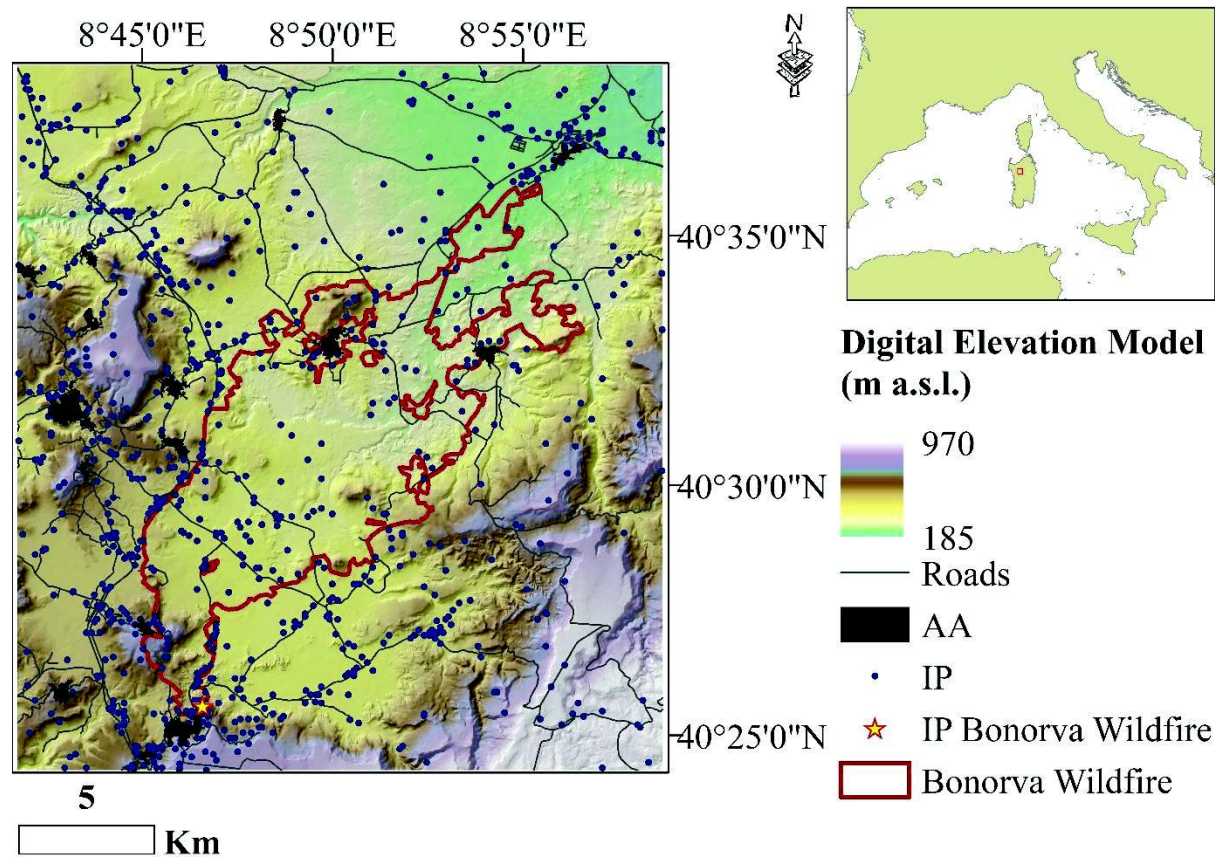 8°45'0"E 8°50'0"E 8°55'0"E
N
40°35'0"N
40°30'0"N
40°25'0"N
Digital Elevation Model
(m a.s.l.)
970
185
Roads
AA
IP
IP Bonorva Wildfire
Bonorva Wildfire
5
Km